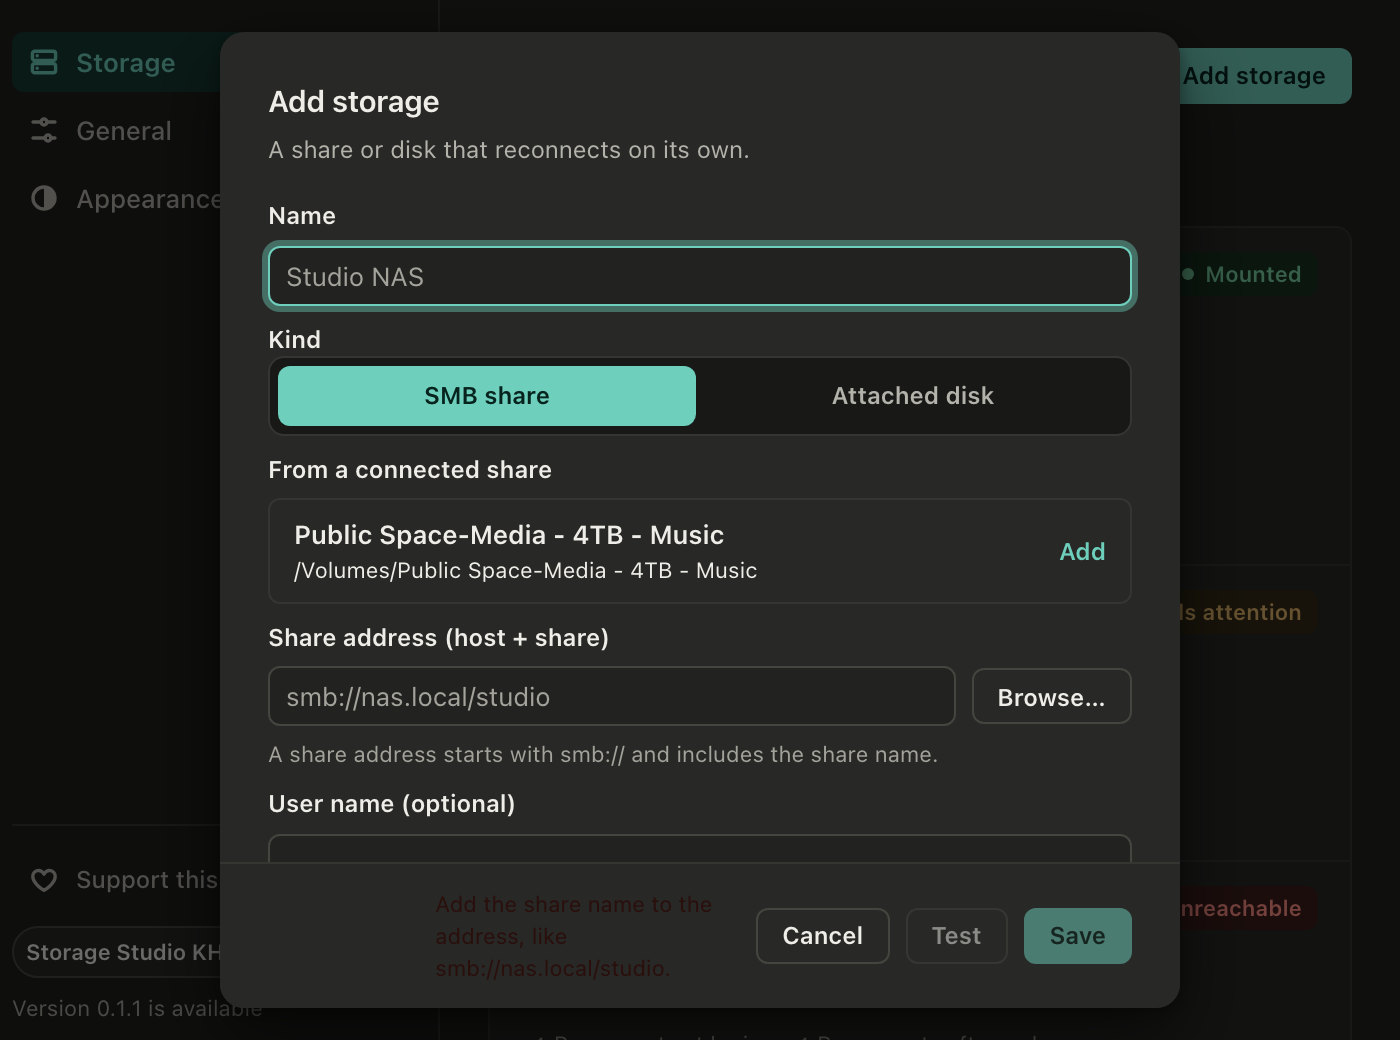 Storage
General
Appearance
Add storage
Add storage
A share or disk that reconnects on its own.
Name
Studio NAS
Kind
SMB share
Attached disk
From a connected share
Public Space-Media - 4TB - Music
/Volumes/Public Space-Media - 4TB - Music
Add
Share address (host + share)
smb://nas.local/studio
Browse...
A share address starts with smb:// and includes the share name.
User name (optional)
Mounted
ls attention
nreachable
Support this
Storage Studio KH
Version 0.1.1 is available
Add the share name to the
address, like
smb://nas.local/studio.
Cancel
Test
Save